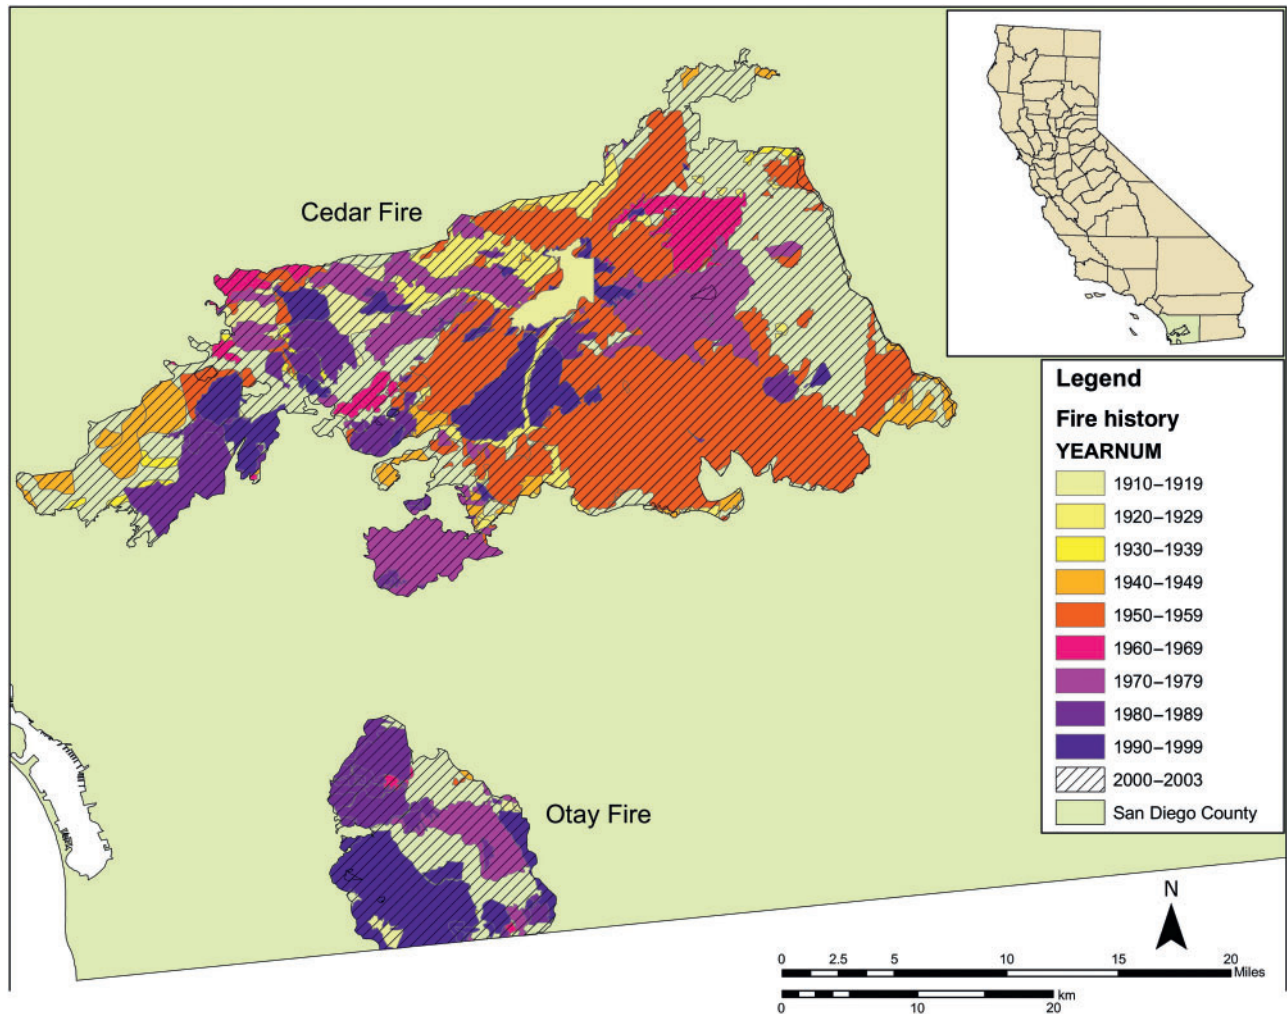 Cedar Fire
Otay Fire
Legend
Fire history
YEARNUM
1910–1919
1920–1929
1930–1939
1940–1949
1950–1959
1960–1969
1970–1979
1980–1989
1990–1999
2000–2003
San Diego County
N
0 2.5 5 10 15 20
Miles
km
0 10 20